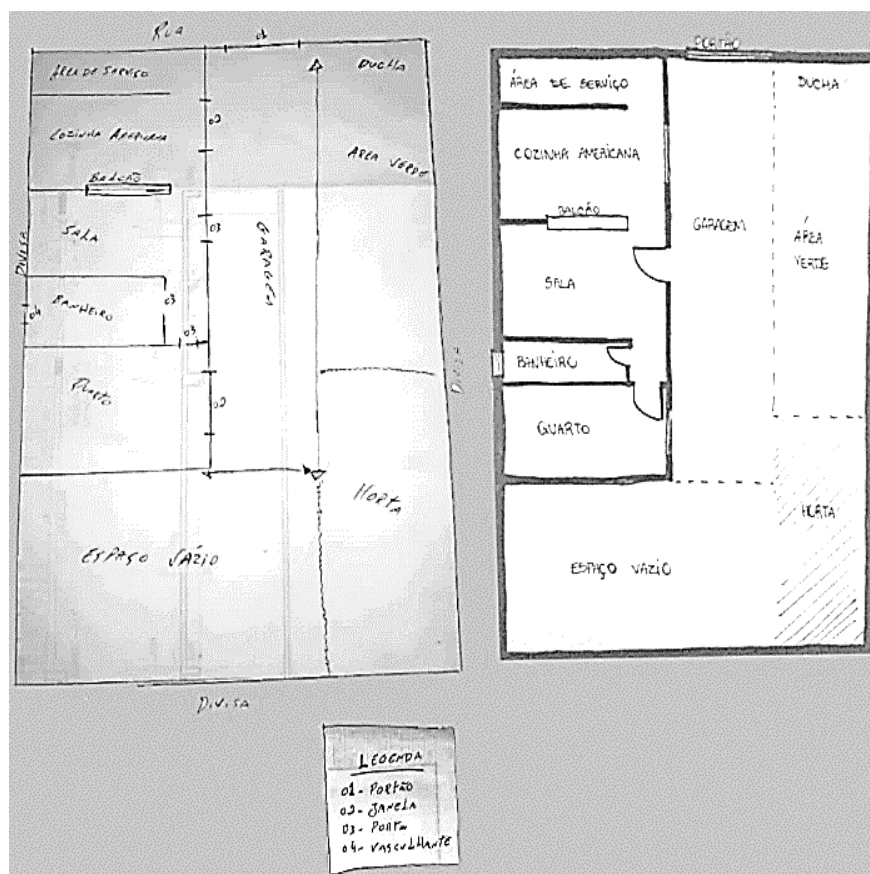 RUA
01
ÁREA DE SERVIÇO
DUCHA
02
COZINHA AMERICANA
ÁREA VERDE
BALCÃO
03
SALA
GARAGEM
DIVISA
03
BANHEIRO
04
03
DIVISA
QUARTO
02
HORTA
ESPAÇO VÁZIO
DIVISA
PORTÃO
ÁREA DE SERVIÇO
DUCHA
COZINHA AMERICANA
BALCÃO
GARAGEM
ÁREA
VERDE
SALA
BANHEIRO
QUARTO
HORTA
ESPAÇO VAZIO
LEGENDA
01- PORTÃO
02- JANELA
03- PORTA
04- VASCULHANTE